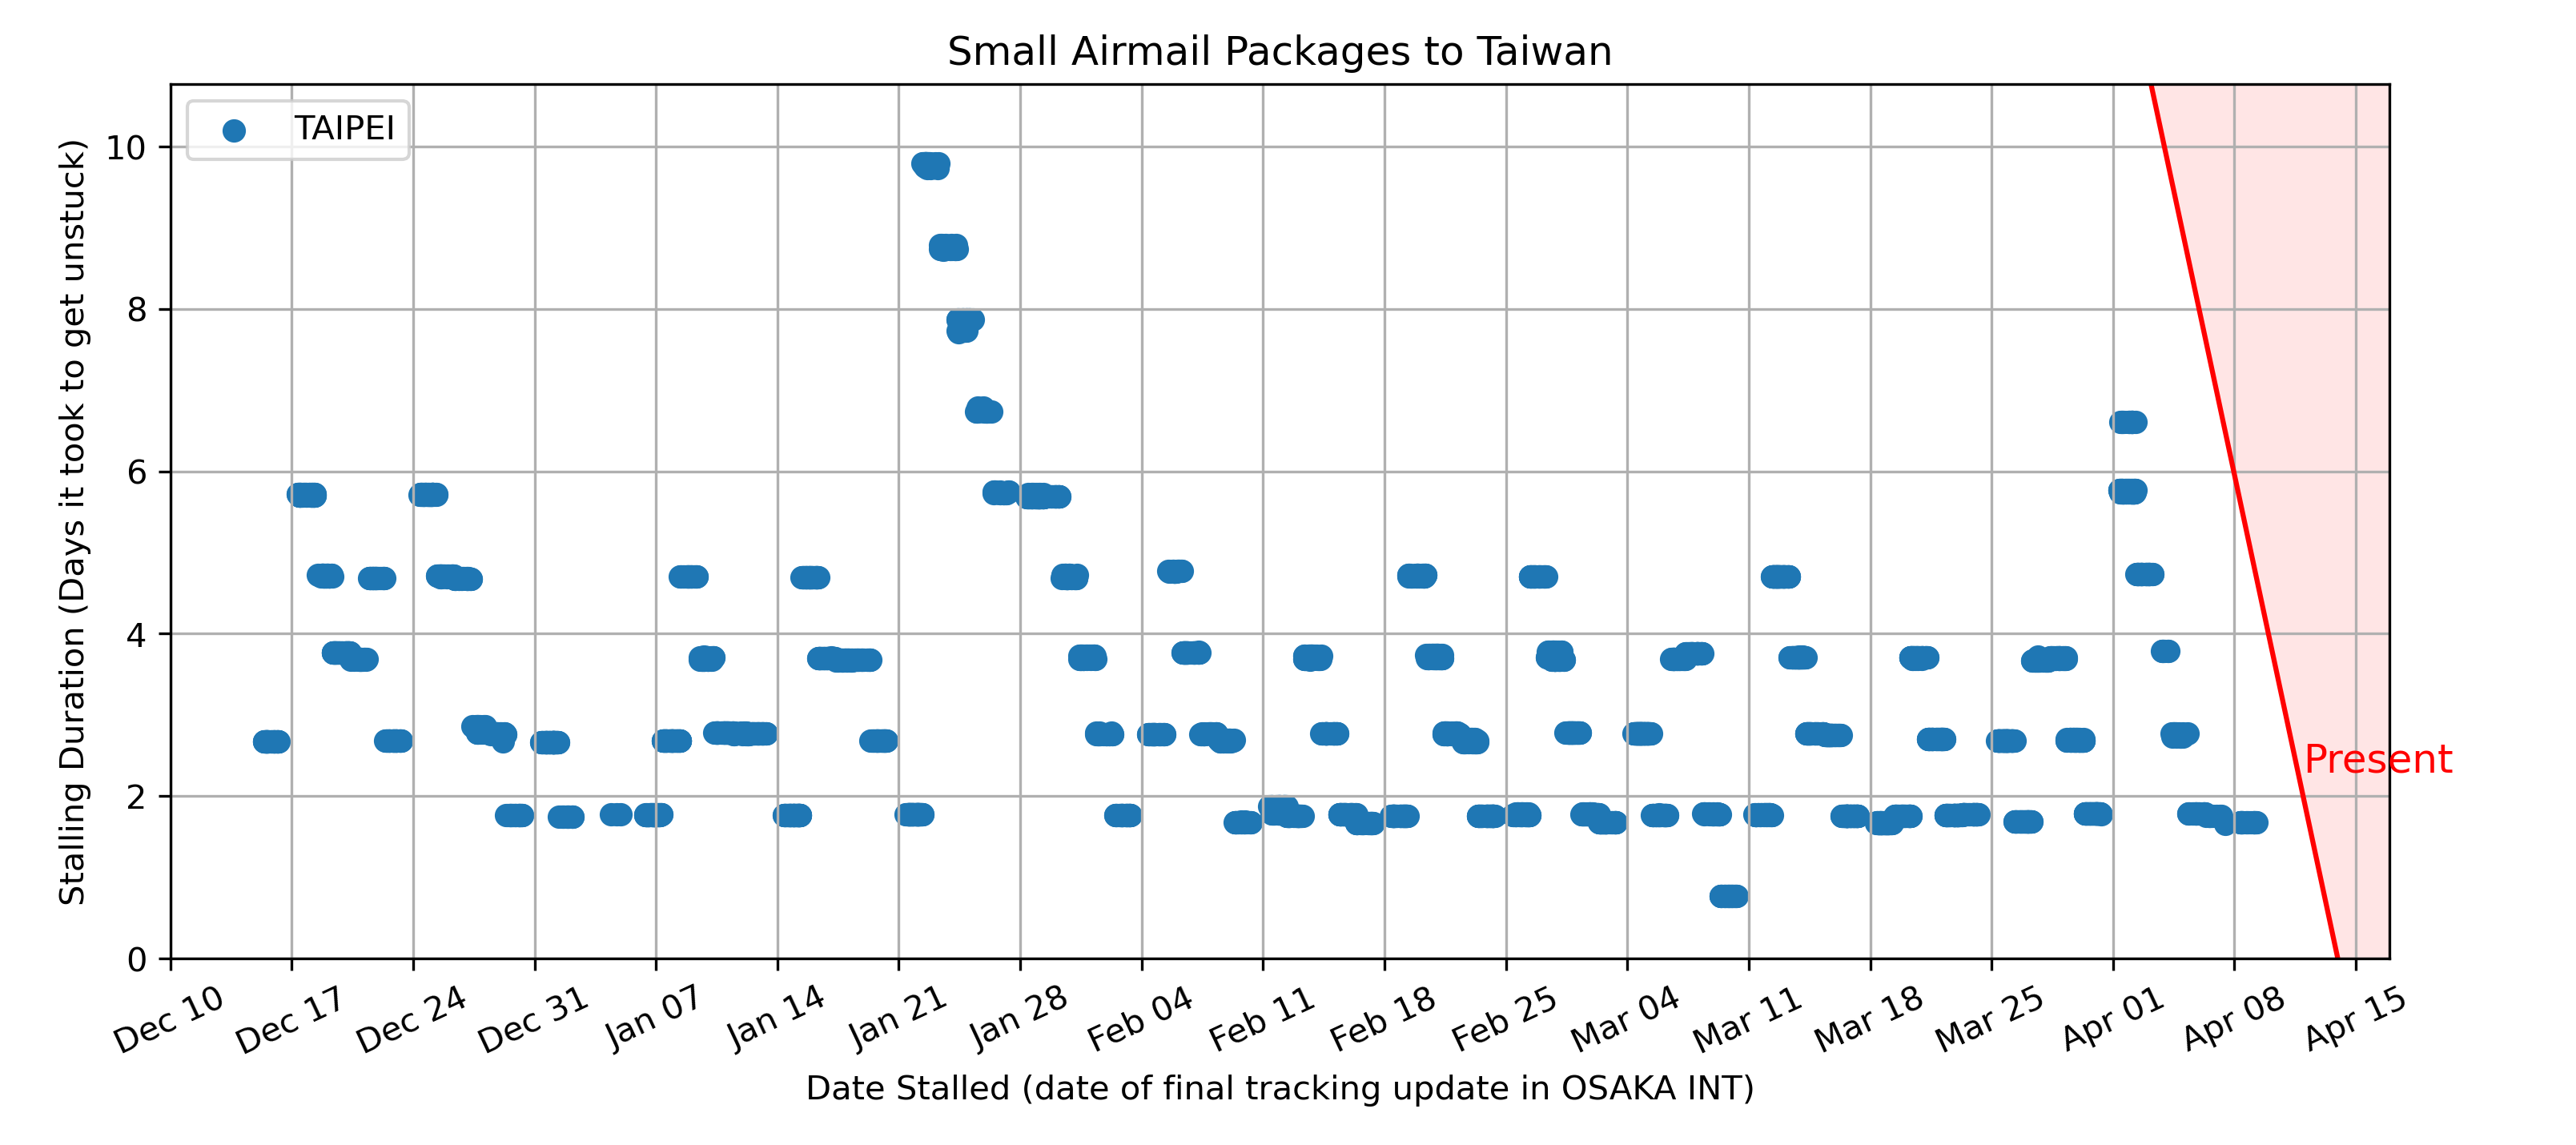 Small Airmail Packages to Taiwan
TAIPEI
Stalling Duration (Days it took to get unstuck)
10
8
6
4
2
0
Present
Dec 10
Dec 17
Dec 24
Dec 31
Jan 07
Jan 14
Jan 21
Jan 28
Feb 04
Feb 11
Feb 18
Feb 25
Mar 04
Mar 11
Mar 18
Mar 25
Apr 01
Apr 08
Apr 15
Date Stalled (date of final tracking update in OSAKA INT)